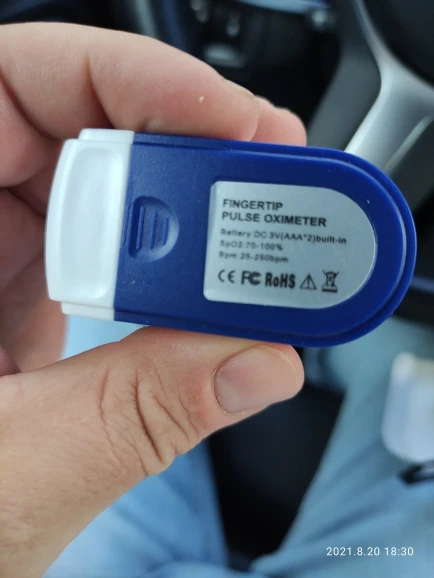 FINGERTIP
PULSE OXIMETER
Battery:DC 3V(AAA*2)built-in
SpO2:70-100%
Bpm:25-250bpm
CE FC RoHS
2021.8.20 18:30